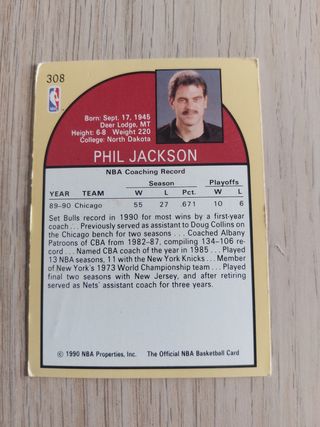 308
NBA
Born: Sept. 17, 1945
Deer Lodge, MT
Height: 6-8 Weight 220
College: North Dakota
PHIL JACKSON
NBA Coaching Record
Season Playoffs
YEAR TEAM W L Pct. W L
89-90 Chicago 55 27 .671 10 6
Set Bulls record in 1990 for most wins by a first-year
coach . . . Previously served as assistant to Doug Collins on
the Chicago bench for two seasons . . . Coached Albany
Patroons of CBA from 1982-87, compiling 134-106 re-
cord . . . Named CBA coach of the year in 1985 . . . Played
13 NBA seasons, 11 with the New York Knicks . . . Mem-
ber of New York's 1973 World Championship team . . . Played
final two seasons with New Jersey, and after retiring
served as Nets' assistant coach for three years.
© 1990 NBA Properties, Inc. The Official NBA Basketball Card